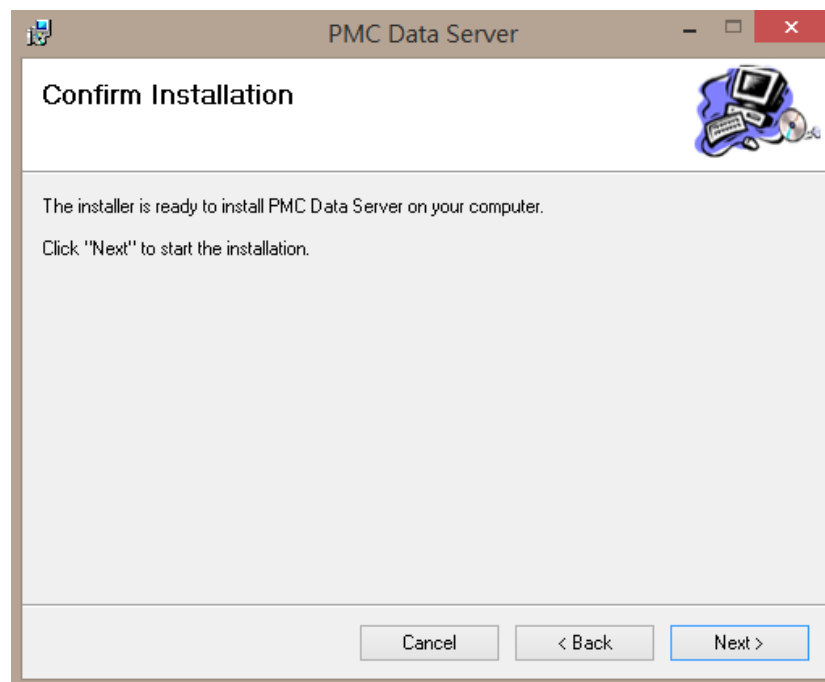 PMC Data Server
Confirm Installation
The installer is ready to install PMC Data Server on your computer.
Click "Next" to start the installation.
Cancel
< Back
Next >